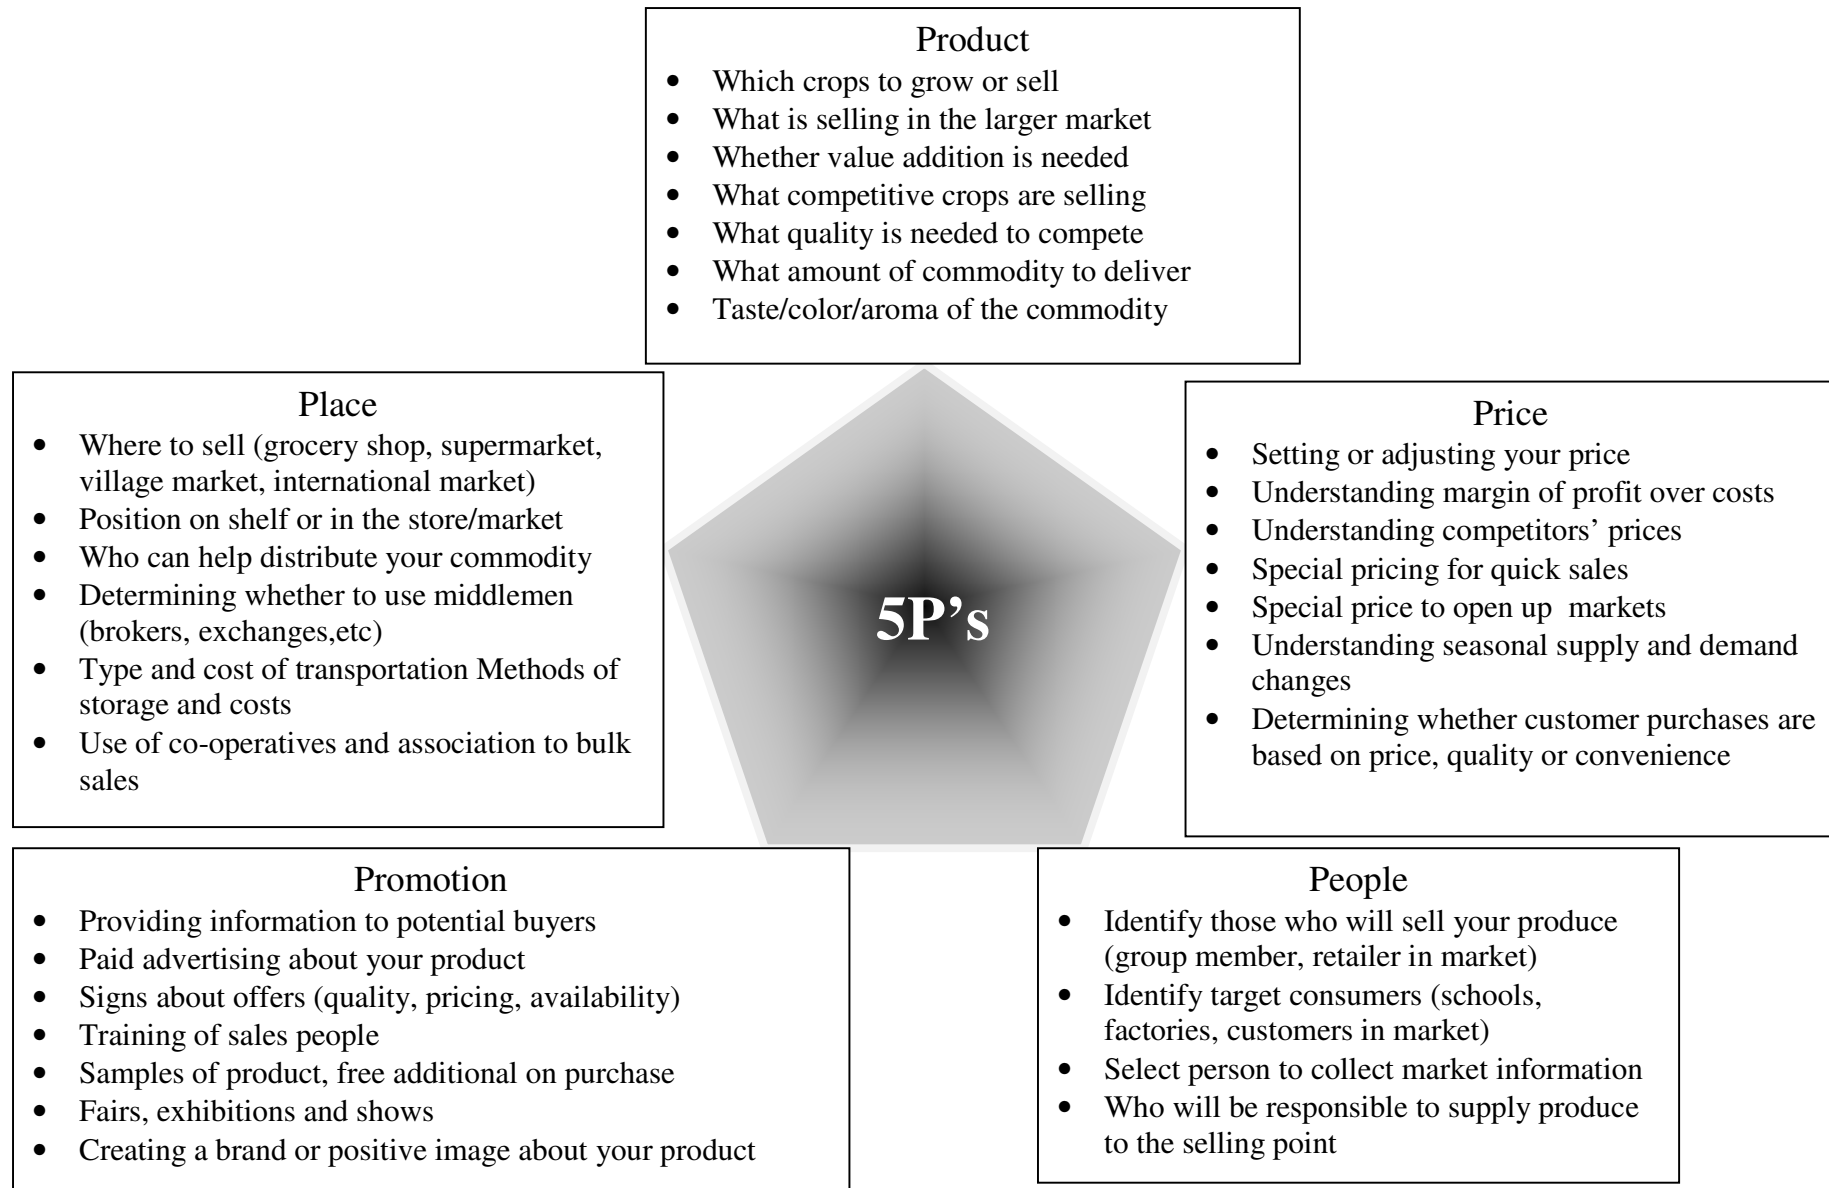 Product
• Which crops to grow or sell
• What is selling in the larger market
• Whether value addition is needed
• What competitive crops are selling
• What quality is needed to compete
• What amount of commodity to deliver
• Taste/color/aroma of the commodity
Place
• Where to sell (grocery shop, supermarket,
village market, international market)
• Position on shelf or in the store/market
• Who can help distribute your commodity
• Determining whether to use middlemen
(brokers, exchanges,etc)
• Type and cost of transportation Methods of
storage and costs
• Use of co-operatives and association to bulk
sales
5P’s
Price
• Setting or adjusting your price
• Understanding margin of profit over costs
• Understanding competitors’ prices
• Special pricing for quick sales
• Special price to open up  markets
• Understanding seasonal supply and demand
changes
• Determining whether customer purchases are
based on price, quality or convenience
Promotion
• Providing information to potential buyers
• Paid advertising about your product
• Signs about offers (quality, pricing, availability)
• Training of sales people
• Samples of product, free additional on purchase
• Fairs, exhibitions and shows
• Creating a brand or positive image about your product
People
• Identify those who will sell your produce
(group member, retailer in market)
• Identify target consumers (schools,
factories, customers in market)
• Select person to collect market information
• Who will be responsible to supply produce
to the selling point